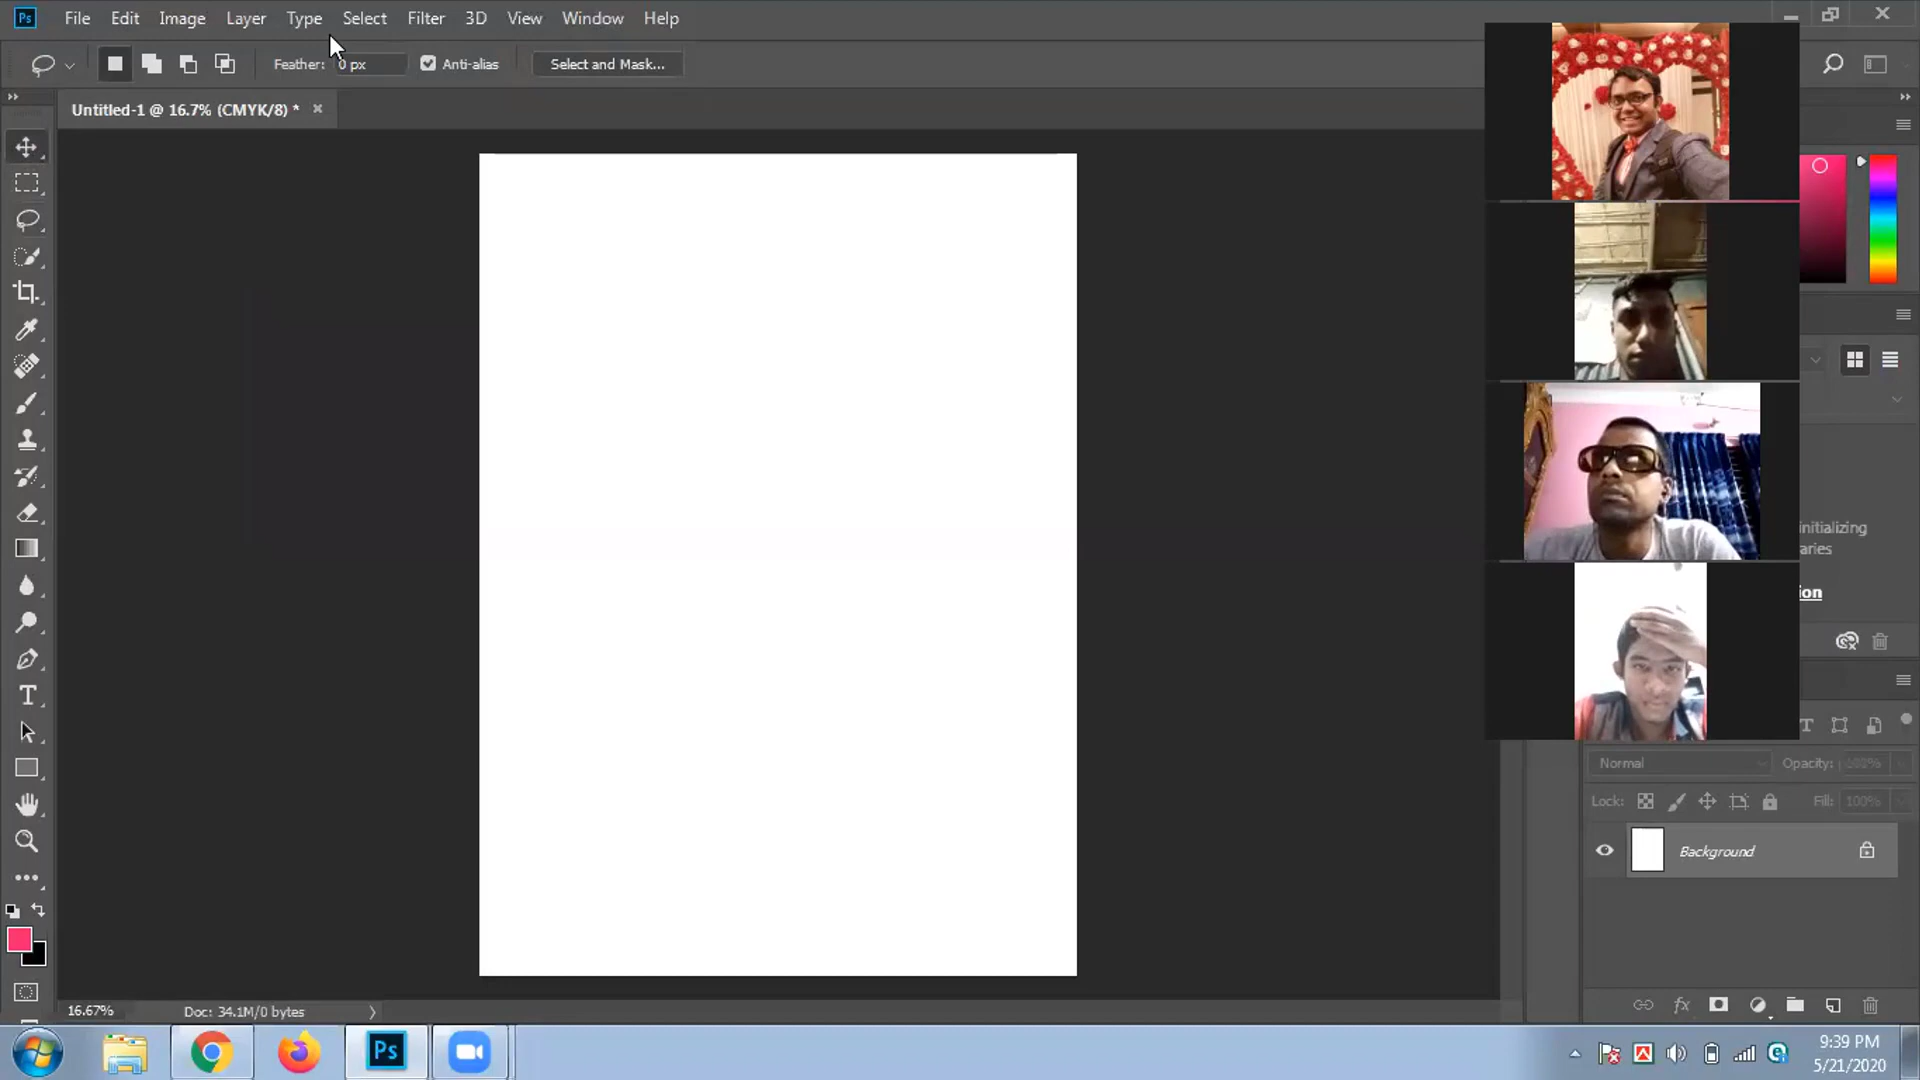 Ps File Edit Image Layer Type Select Filter 3D View Window Help
Feather: 0 px Anti-alias Select and Mask...
Untitled-1 @ 16.7% (CMYK/8) *
initializing
aries
ion
Normal Opacity: 100%
Lock: Fill: 100%
Background
16.67% Doc: 34.1M/0 bytes
Ps
9:39 PM
5/21/2020